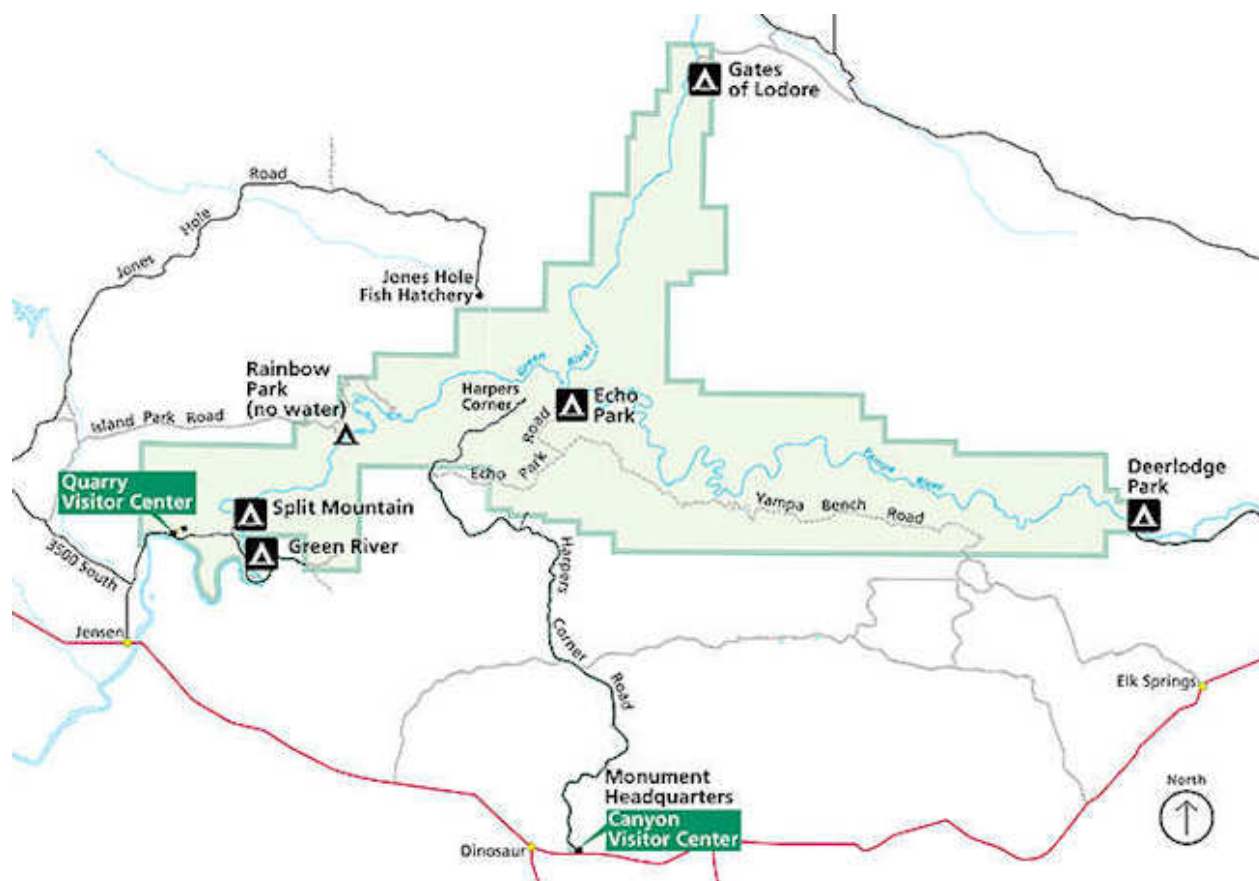 Gates
of Lodore
Road
Hole
Jones
Jones Hole
Fish Hatchery
Green
River
Rainbow
Park
(no water)
Harpers
Corner
Echo
Park
Island Park Road
Road
Park
Echo
Yampa
River
Yampa Bench Road
Deerlodge
Park
Quarry
Visitor Center
Split Mountain
Green River
3500 South
Harpers
Corner
Road
Jensen
Elk Springs
Monument
Headquarters
Canyon
Visitor Center
Dinosaur
North